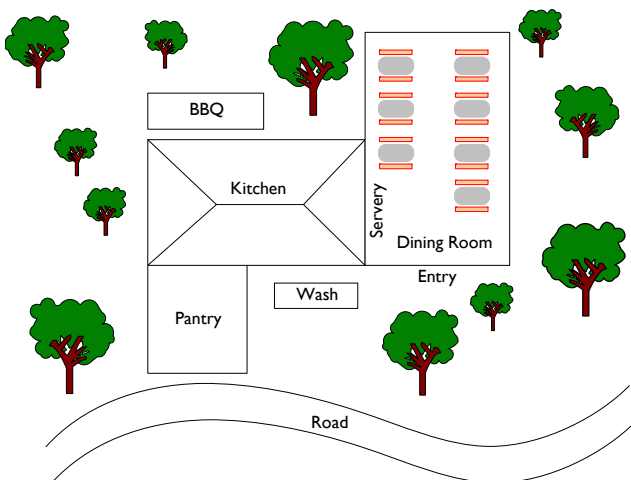 BBQ
Kitchen
Servery
Dining Room
Entry
Wash
Pantry
Road